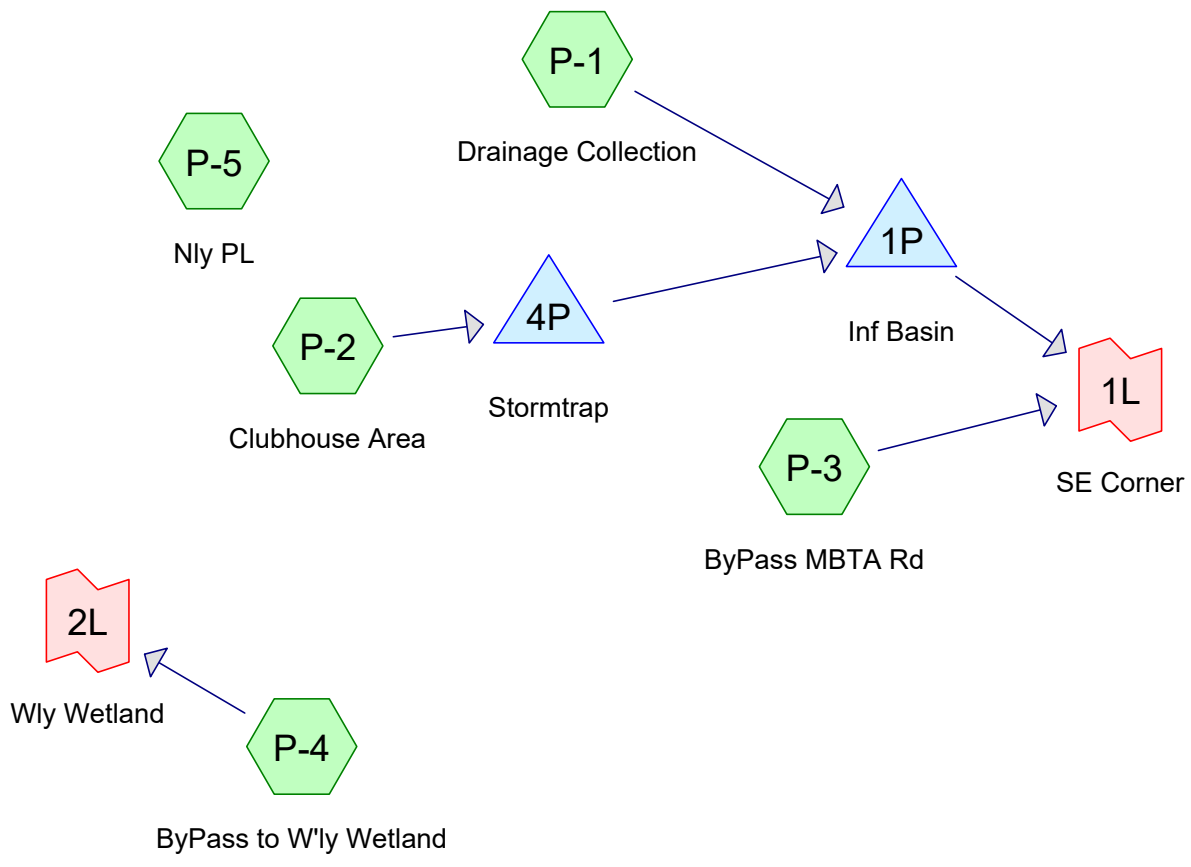 P-1
Drainage Collection
P-5
Nly PL
1P
Inf Basin
P-2
Clubhouse Area
4P
Stormtrap
1L
SE Corner
P-3
ByPass MBTA Rd
2L
Wly Wetland
P-4
ByPass to W'ly Wetland